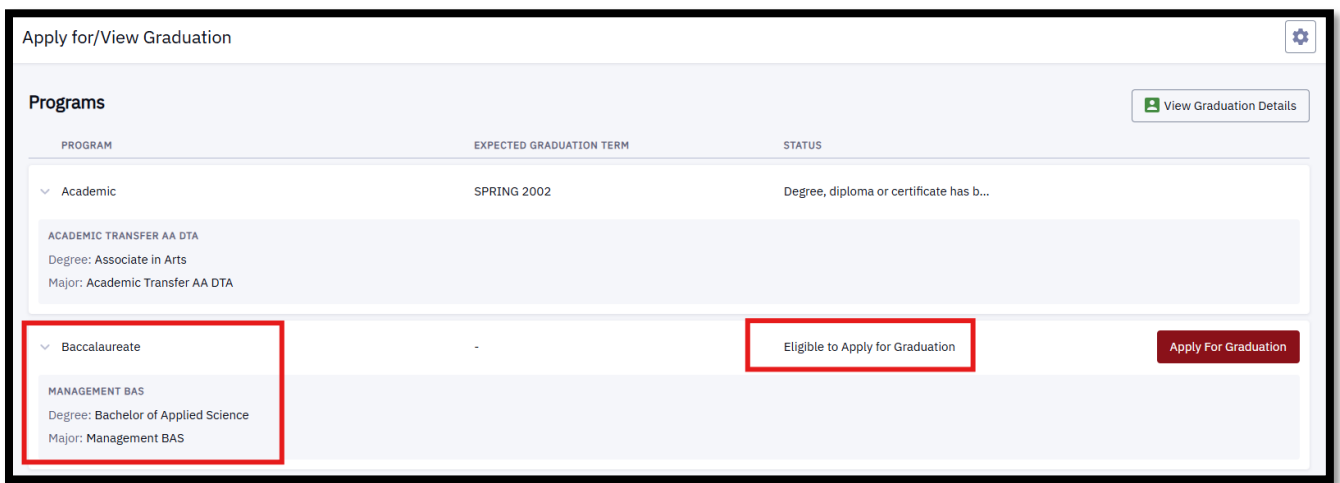 Apply for/View Graduation
Programs
View Graduation Details
PROGRAM EXPECTED GRADUATION TERM STATUS
Academic SPRING 2002 Degree, diploma or certificate has b...
ACADEMIC TRANSFER AA DTA
Degree: Associate in Arts
Major: Academic Transfer AA DTA
Baccalaureate - Eligible to Apply for Graduation Apply For Graduation
MANAGEMENT BAS
Degree: Bachelor of Applied Science
Major: Management BAS